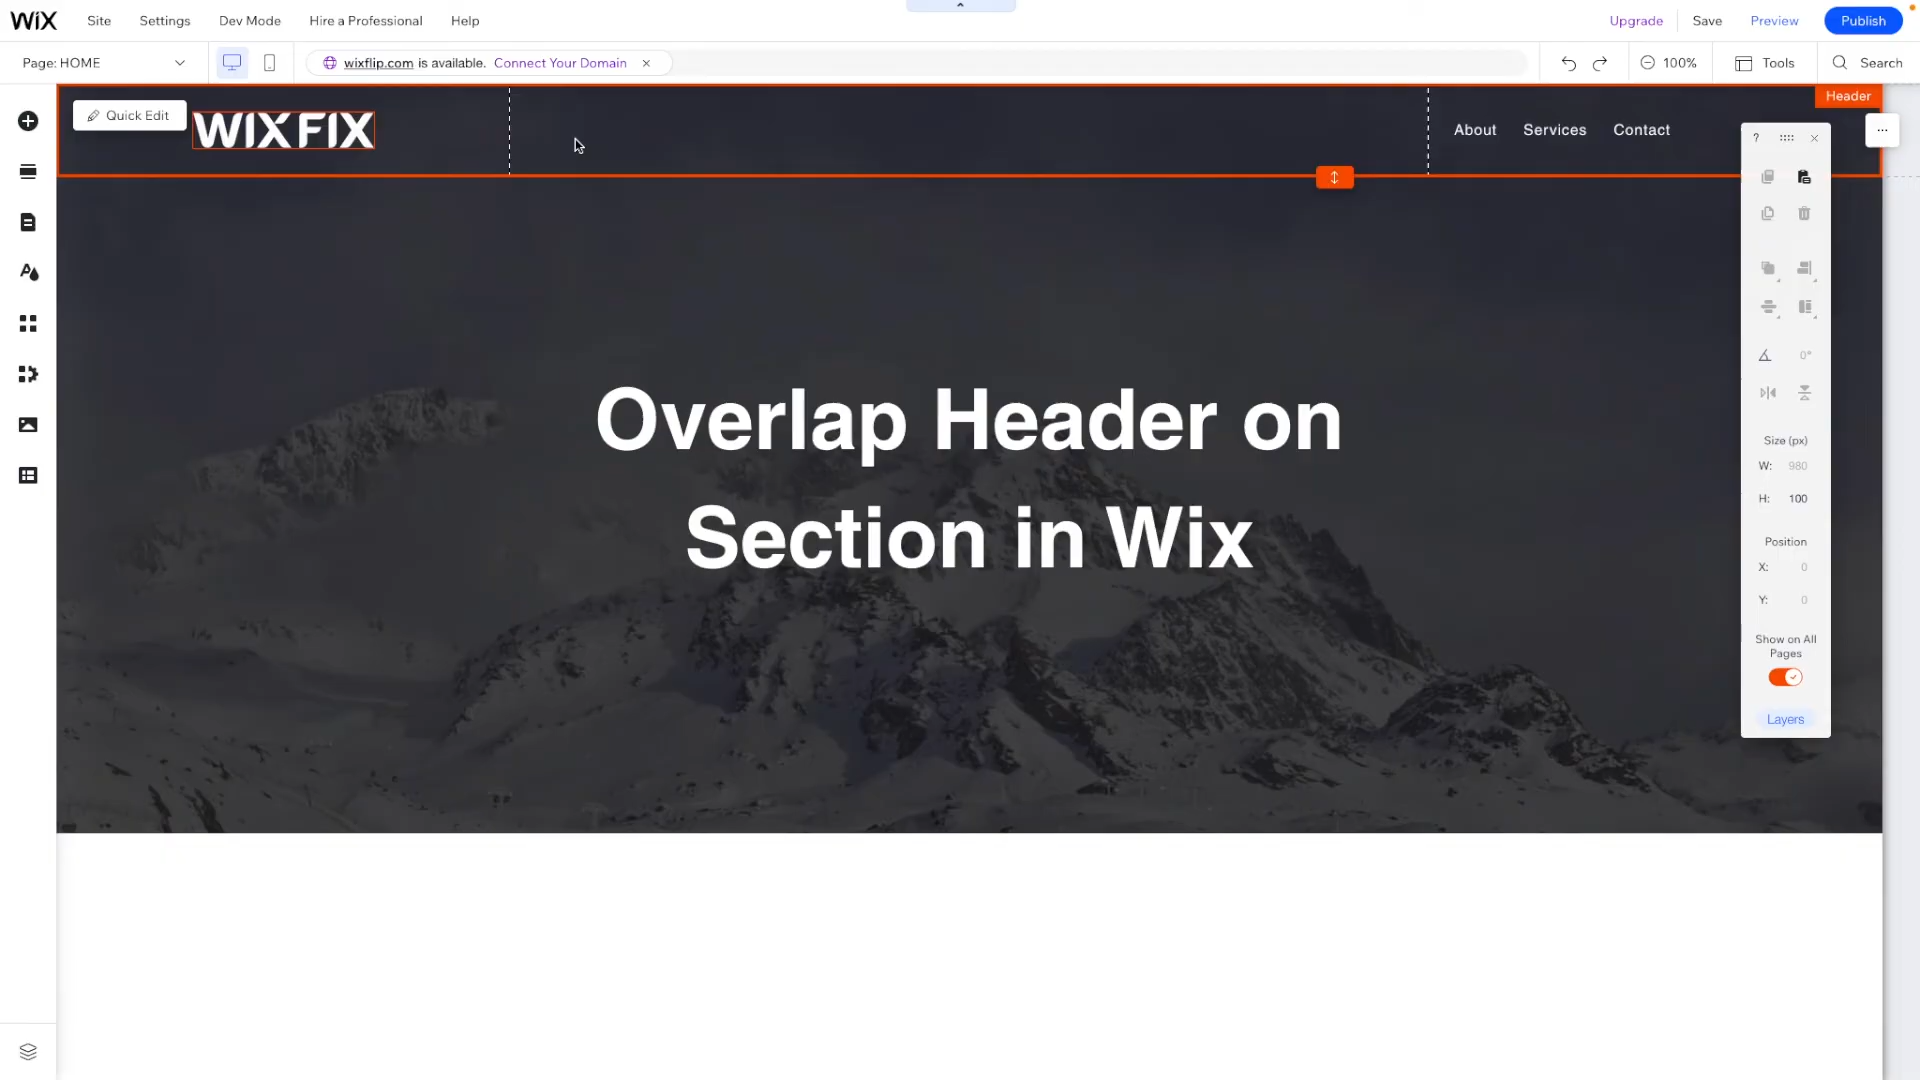 WIX Site Settings Dev Mode Hire a Professional Help Upgrade Save Preview Publish
Page: HOME wixflip.com is available. Connect Your Domain 100% Tools Search
Header
Quick Edit WIXFIX About Services Contact
Overlap Header on
Section in Wix
?
0°
Size (px)
W: 980
H: 100
Position
X: 0
Y: 0
Show on All
Pages
Layers